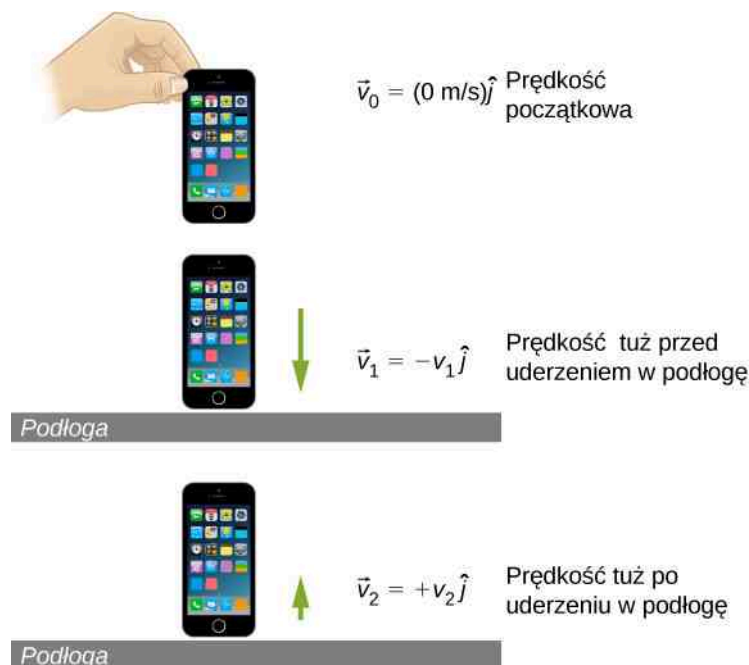 v⃗₀ = (0 m/s)ĵ Prędkość
początkowa
v⃗₁ = −v₁ĵ Prędkość tuż przed
uderzeniem w podłogę
Podłoga
v⃗₂ = +v₂ĵ Prędkość tuż po
uderzeniu w podłogę
Podłoga